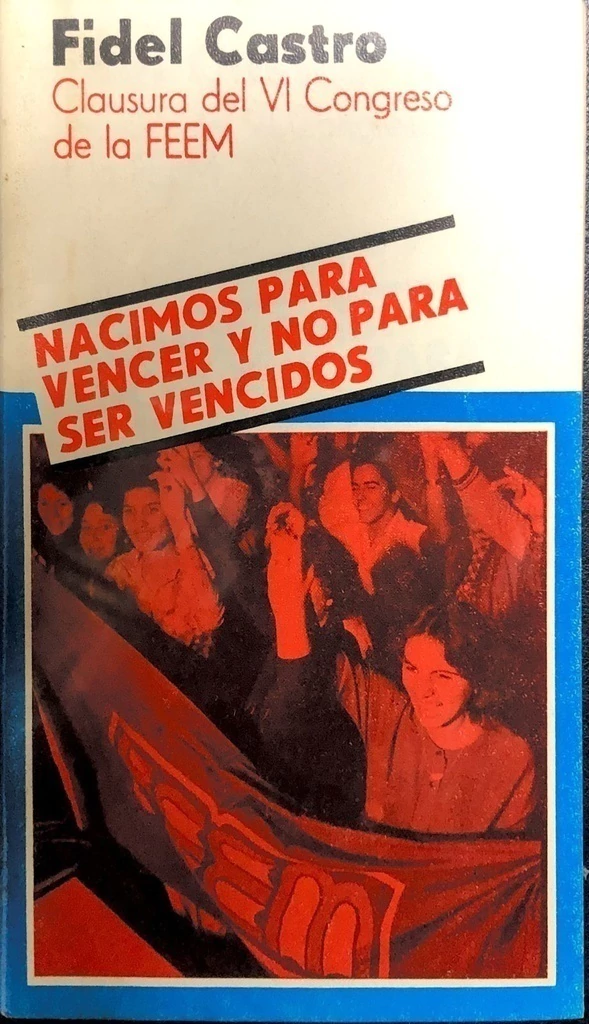 Fidel Castro
Clausura del VI Congreso
de la FEEM
NACIMOS PARA
VENCER Y NO PARA
SER VENCIDOS
FEEM